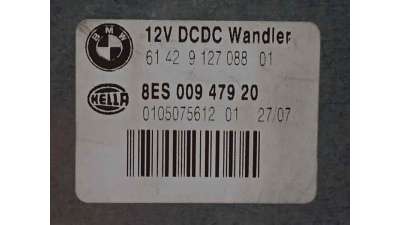 BMW
12V DCDC Wandler
61 42 9 127 088 01
HELLA
8ES 009 479 20
0105075612 01 27/07